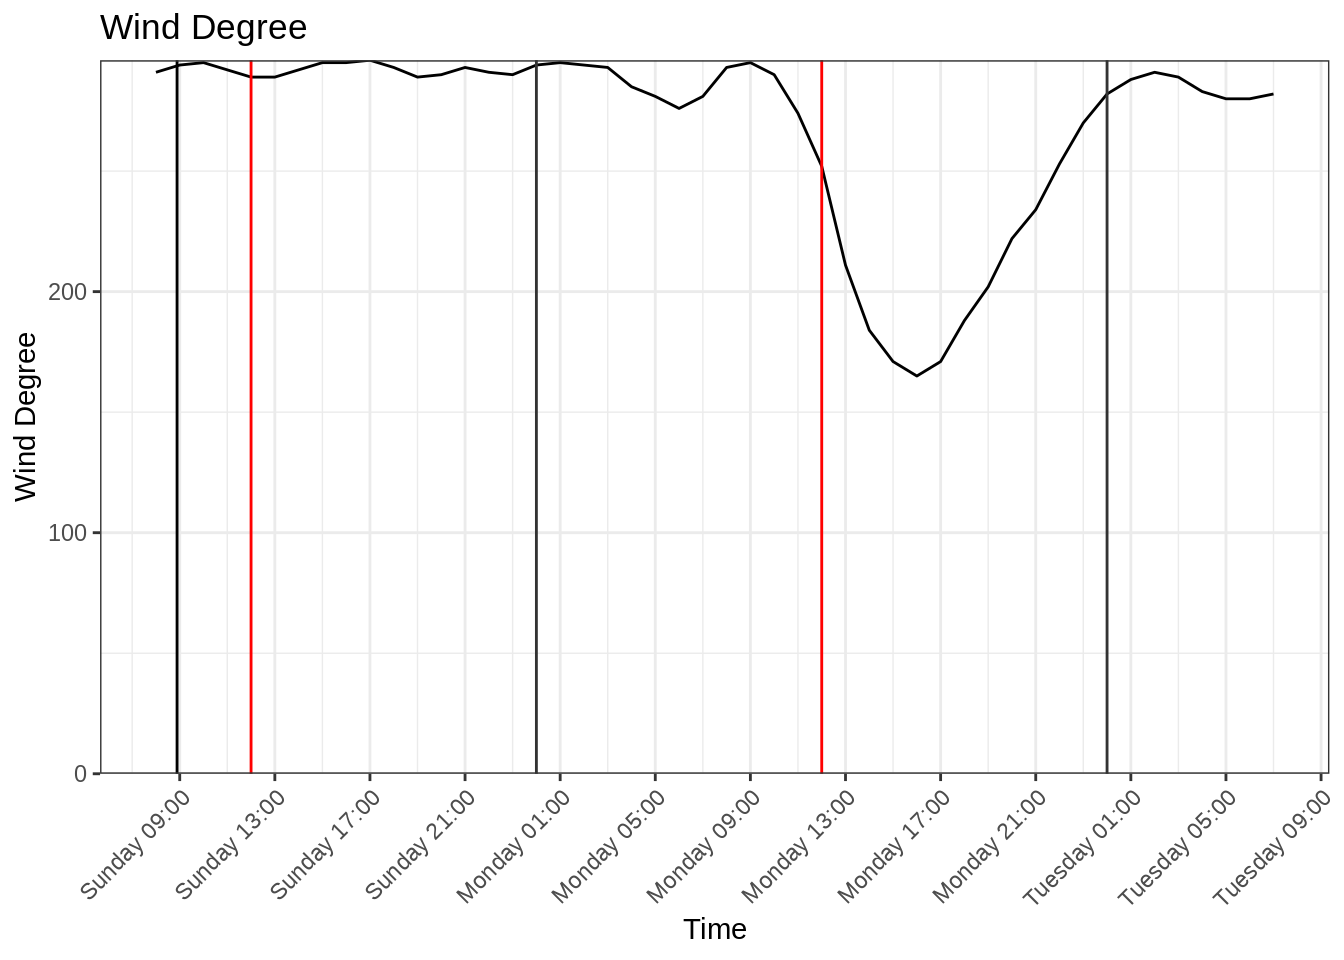 Wind Degree
Wind Degree
200
100
0
Sunday 09:00
Sunday 13:00
Sunday 17:00
Sunday 21:00
Monday 01:00
Monday 05:00
Monday 09:00
Monday 13:00
Monday 17:00
Monday 21:00
Tuesday 01:00
Tuesday 05:00
Tuesday 09:00
Time